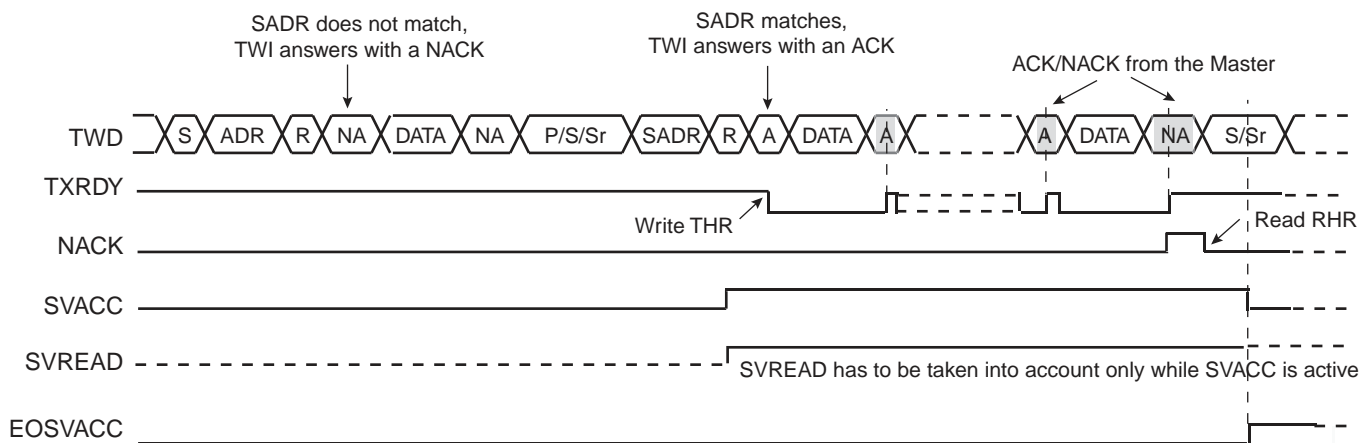 SADR does not match,
TWI answers with a NACK
SADR matches,
TWI answers with an ACK
ACK/NACK from the Master
TWD S ADR R NA DATA NA P/S/Sr SADR R A DATA A A DATA NA S/Sr
TXRDY
Write THR
Read RHR
NACK
SVACC
SVREAD
SVREAD has to be taken into account only while SVACC is active
EOSVACC